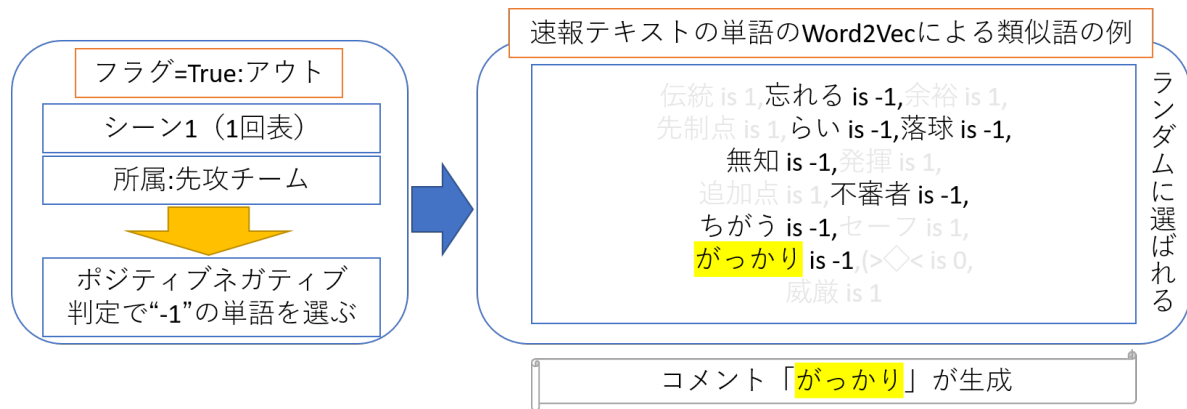 フラグ=True:アウト
シーン1（1回表）
所属:先攻チーム
ポジティブネガティブ
判定で“-1”の単語を選ぶ
速報テキストの単語のWord2Vecによる類似語の例
伝統 is 1,忘れる is -1,余裕 is 1,
先制点 is 1,らい is -1,落球 is -1,
無知 is -1,発揮 is 1,
追加点 is 1,不審者 is -1,
ちがう is -1,セーフ is 1,
がっかり is -1,(>◇< is 0,
威厳 is 1
ランダムに選ばれる
コメント「がっかり」が生成